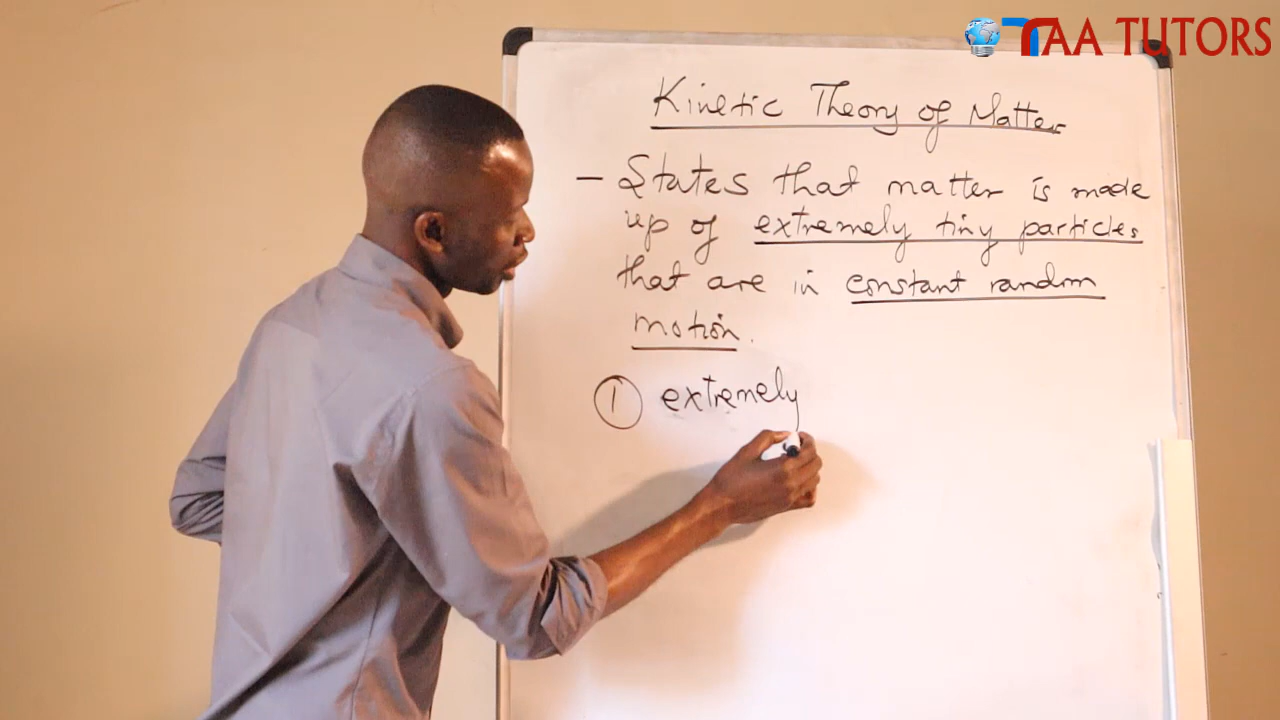 TAA TUTORS
Kinetic Theory of Matter
- States that matter is made
up of extremely tiny particles
that are in constant random
motion.
① extremely